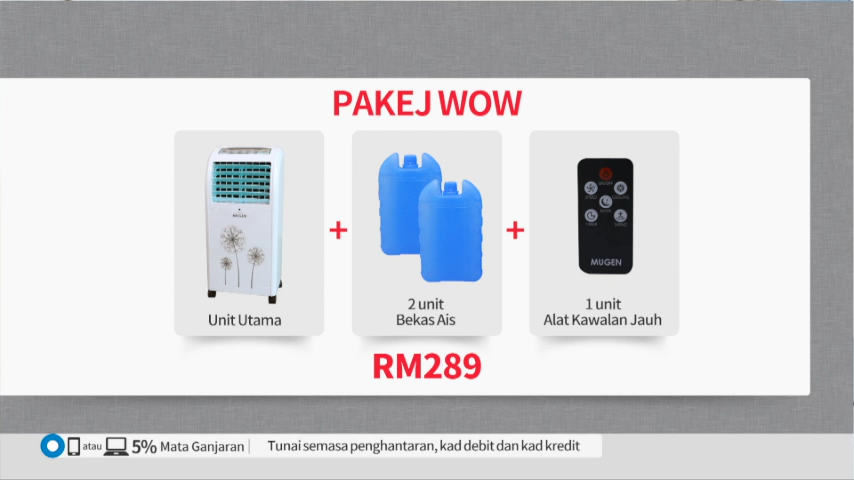 PAKEJ WOW
MUGEN
+
+
MUGEN
Unit Utama
2 unit
Bekas Ais
1 unit
Alat Kawalan Jauh
RM289
atau 5% Mata Ganjaran | Tunai semasa penghantaran, kad debit dan kad kredit